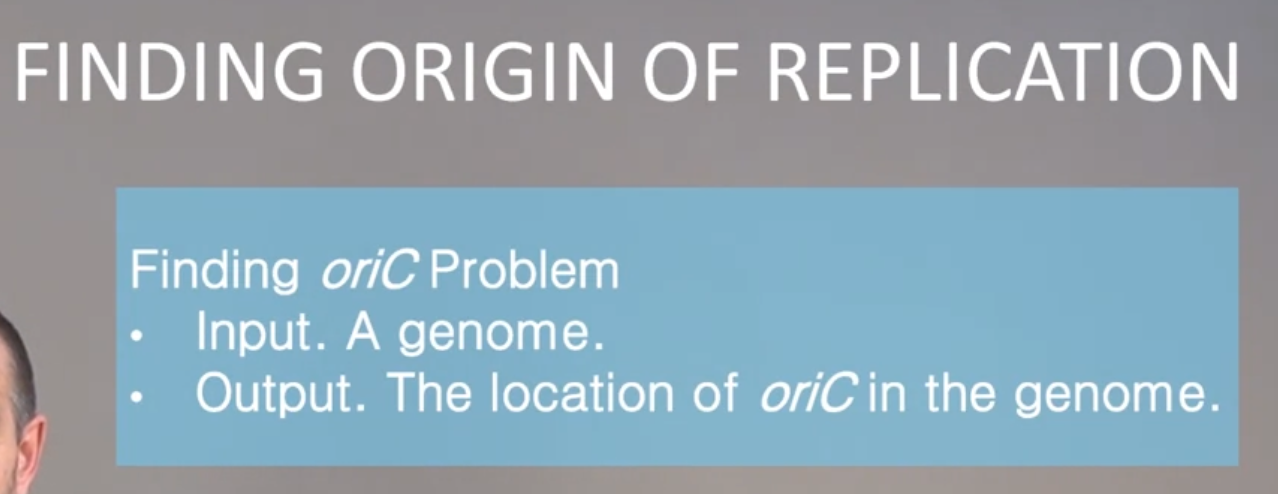 FINDING ORIGIN OF REPLICATION
Finding oriC Problem
• Input. A genome.
• Output. The location of oriC in the genome.